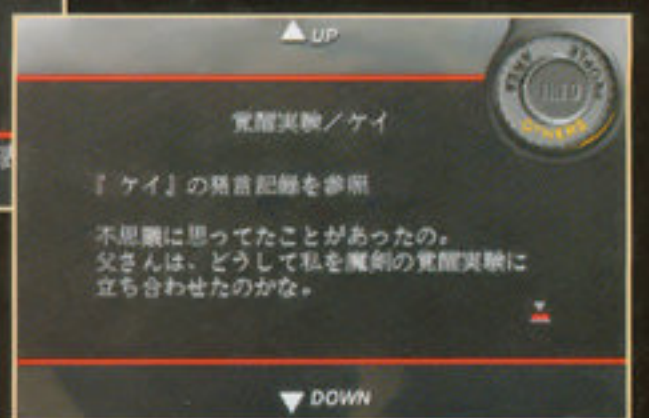 UP
OTHERS
覚醒実験／ケイ
『ケイ』の発言記録を参照
不思議に思ってたことがあったの。
父さんは、どうして私を魔剣の覚醒実験に
立ち合わせたのかな。
DOWN